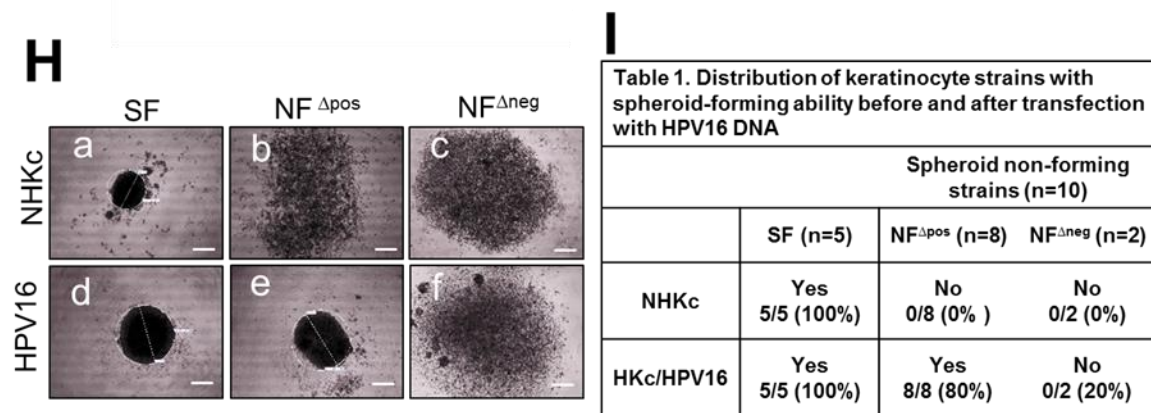 H
SF NF Δpos NFΔneg
NHKc
a b c
HPV16
d e f
I
Table 1. Distribution of keratinocyte strains with
spheroid-forming ability before and after transfection
with HPV16 DNA
Spheroid non-forming
strains (n=10)
SF (n=5) NFΔpos (n=8) NFΔneg (n=2)
NHKc
Yes No No
5/5 (100%) 0/8 (0% ) 0/2 (0%)
HKc/HPV16
Yes Yes No
5/5 (100%) 8/8 (80%) 0/2 (20%)